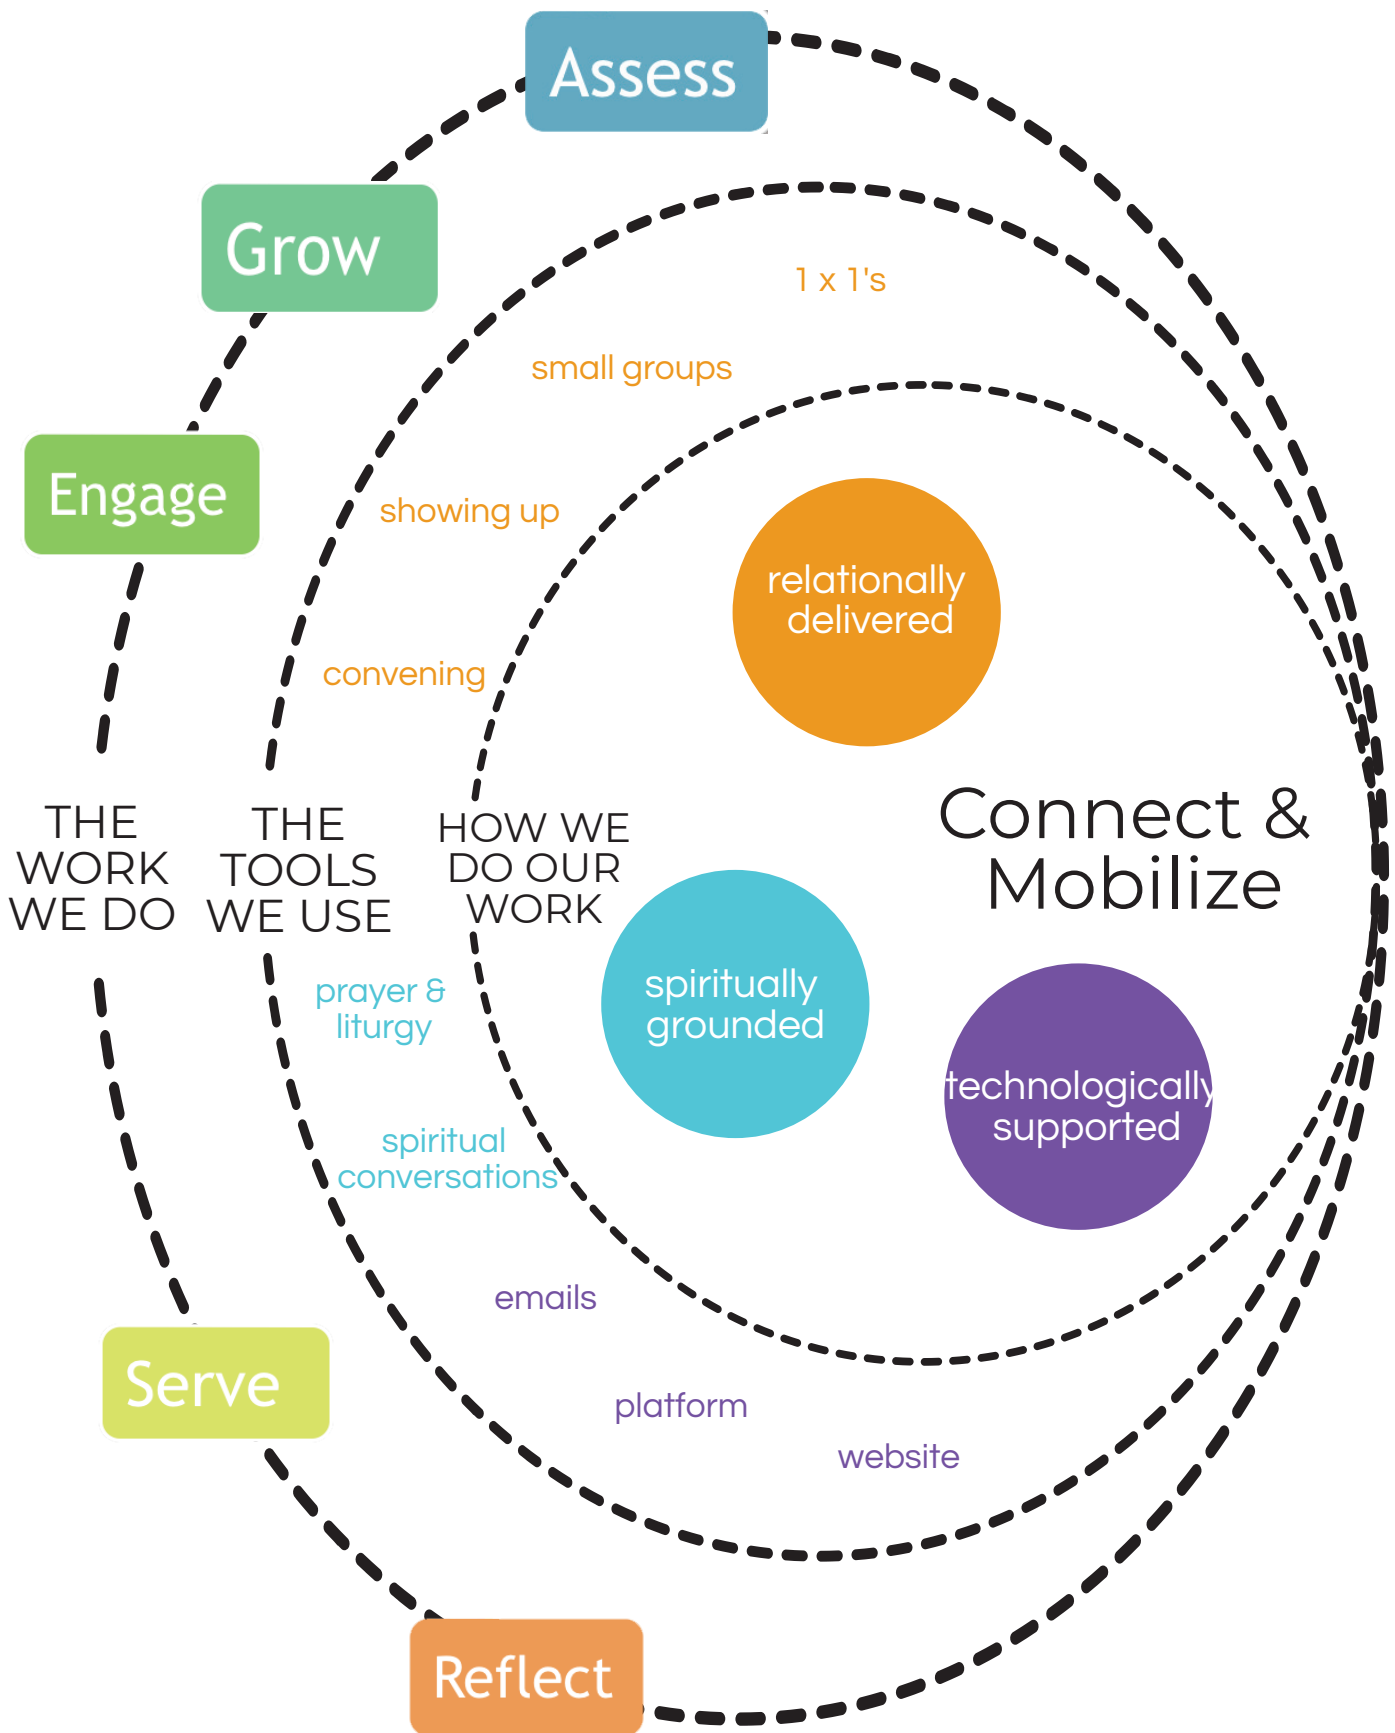 Assess
Grow
1 x 1's
small groups
Engage
showing up
relationally
delivered
convening
THE
WORK
WE DO
THE
TOOLS
WE USE
HOW WE
DO OUR
WORK
Connect &
Mobilize
spiritually
grounded
prayer &
liturgy
technologically
supported
spiritual
conversations
emails
Serve
platform
website
Reflect